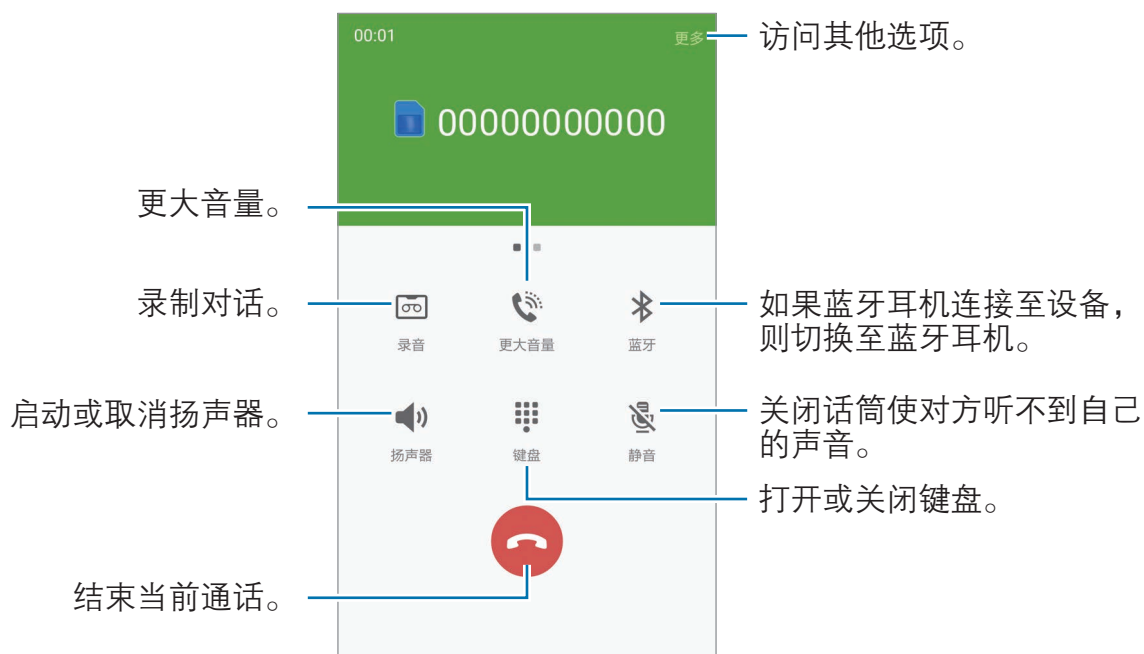 00:01
更多
访问其他选项。
00000000000
更大音量。
录制对话。
录音
更大音量
蓝牙
如果蓝牙耳机连接至设备，
则切换至蓝牙耳机。
启动或取消扬声器。
扬声器
键盘
静音
关闭话筒使对方听不到自己
的声音。
打开或关闭键盘。
结束当前通话。